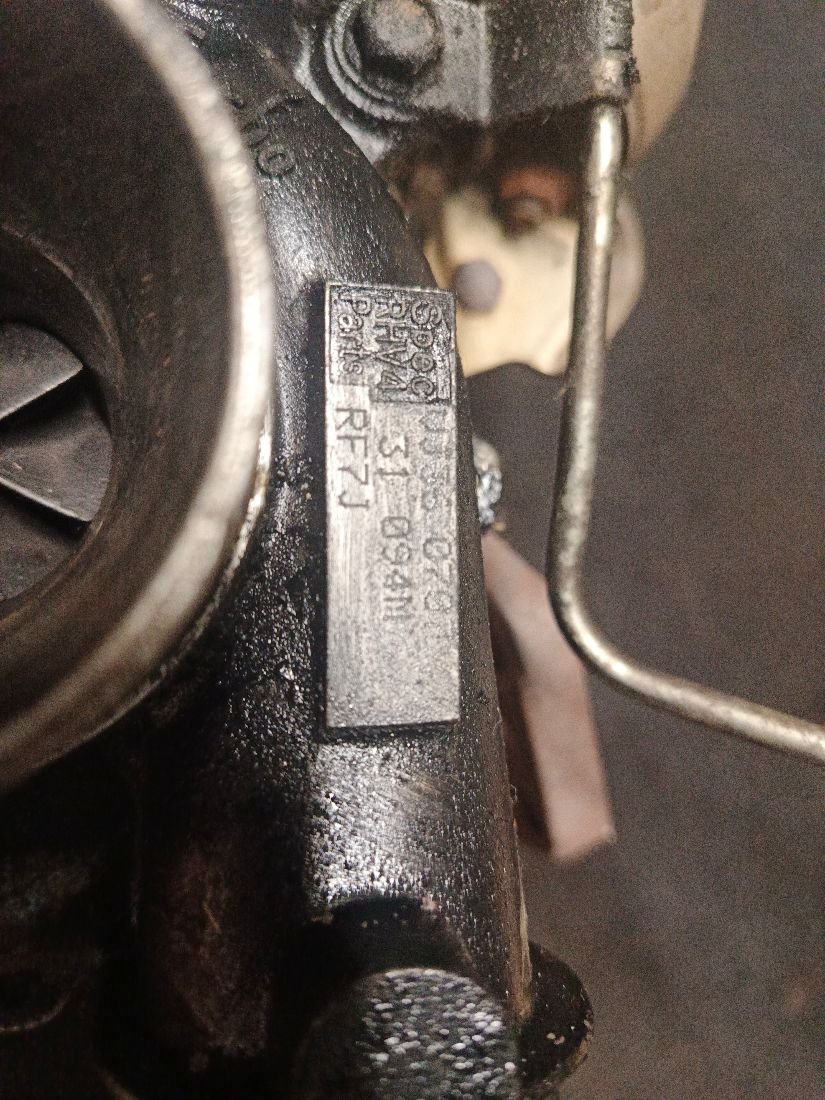 Spec
RHV4 31 094M
Parts RF7J